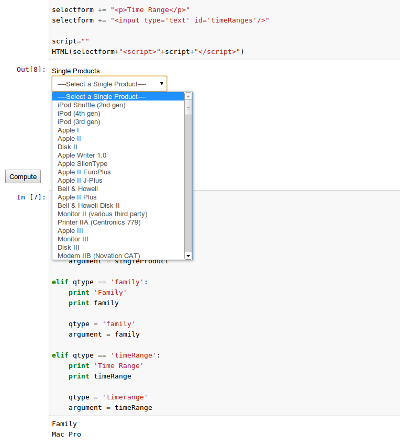 selectform += "<p>Time Range</p>"
selectform += "<input type='text' id='timeRanges'/>"
script=""
HTML(selectform+"<script>"+script+"</script>")
Out[8]:
Single Products
----Select a Single Product----
----Select a Single Product----
iPod Shuffle (2nd gen)
iPod (4th gen)
iPod (3rd gen)
Apple I
Apple II
Disk II
Apple Writer 1.0
Apple SilenType
Apple II EuroPlus
Apple II J-Plus
Bell & Howell
Apple II Plus
Bell & Howell Disk II
Monitor II (various third party)
Printer IIA (Centronics 779)
Apple III
Monitor III
Disk III
Modem IIB (Novation CAT)
Compute
In [7]:
argument = singleProduct
elif qtype == 'family':
print 'Family'
print family
qtype = 'family'
argument = family
elif qtype == 'timeRange':
print 'Time Range'
print timeRange
qtype = 'timerange'
argument = timeRange
Family
Mac Pro